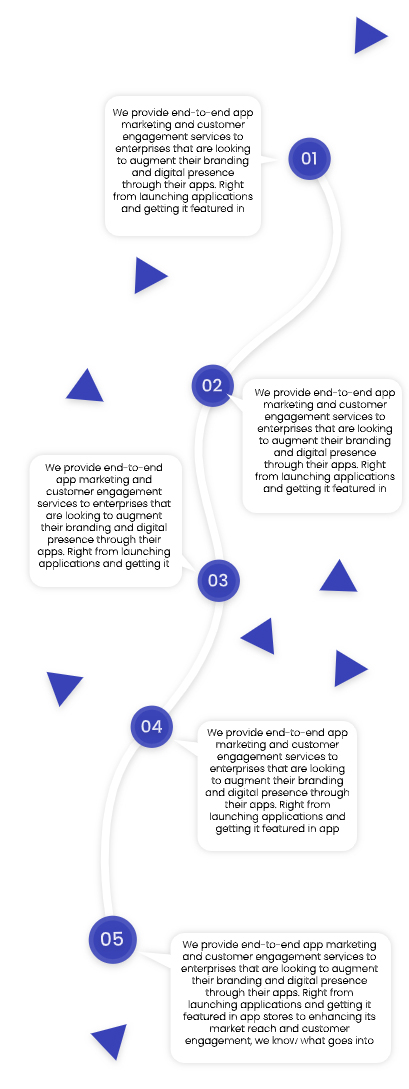 We provide end-to-end app
marketing and customer
engagement services to
enterprises that are looking
to augment their branding
and digital presence
through their apps. Right
from launching applications
and getting it featured in
01
02
We provide end-to-end app
marketing and customer
engagement services to
enterprises that are looking
to augment their branding
and digital presence
through their apps. Right
from launching applications
and getting it featured in
We provide end-to-end
app marketing and
customer engagement
services to enterprises that
are looking to augment
their branding and digital
presence through their
apps. Right from launching
applications and getting it
03
04
We provide end-to-end app
marketing and customer
engagement services to
enterprises that are looking
to augment their branding
and digital presence through
their apps. Right from
launching applications and
getting it featured in app
05
We provide end-to-end app marketing
and customer engagement services to
enterprises that are looking to augment
their branding and digital presence
through their apps. Right from
launching applications and getting it
featured in app stores to enhancing its
market reach and customer
engagement, we know what goes into